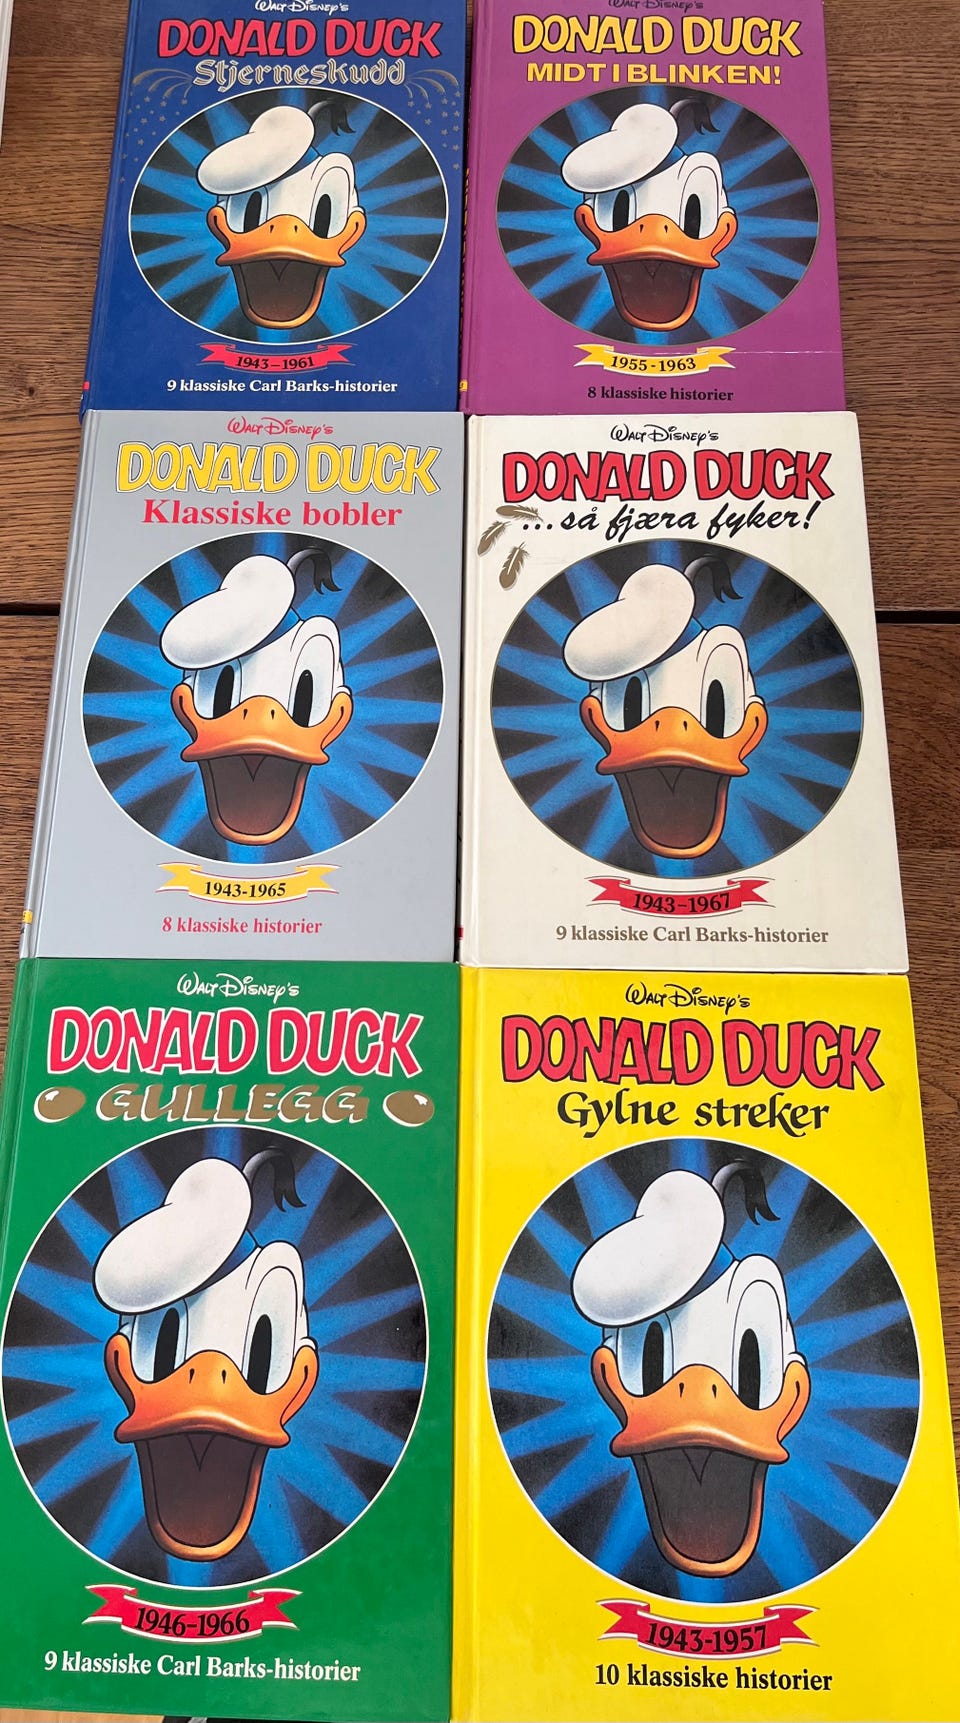 Walt Disney's
DONALD DUCK
Stjerneskudd
1943–1961
9 klassiske Carl Barks-historier
Walt Disney's
DONALD DUCK
MIDT I BLINKEN!
1955-1963
8 klassiske historier
Walt Disney's
DONALD DUCK
Klassiske bobler
1943-1965
8 klassiske historier
Walt Disney's
DONALD DUCK
...så fjæra fyker!
1943–1967
9 klassiske Carl Barks-historier
Walt Disney's
DONALD DUCK
GULLEGG
1946–1966
9 klassiske Carl Barks-historier
Walt Disney's
DONALD DUCK
Gylne streker
1943-1957
10 klassiske historier